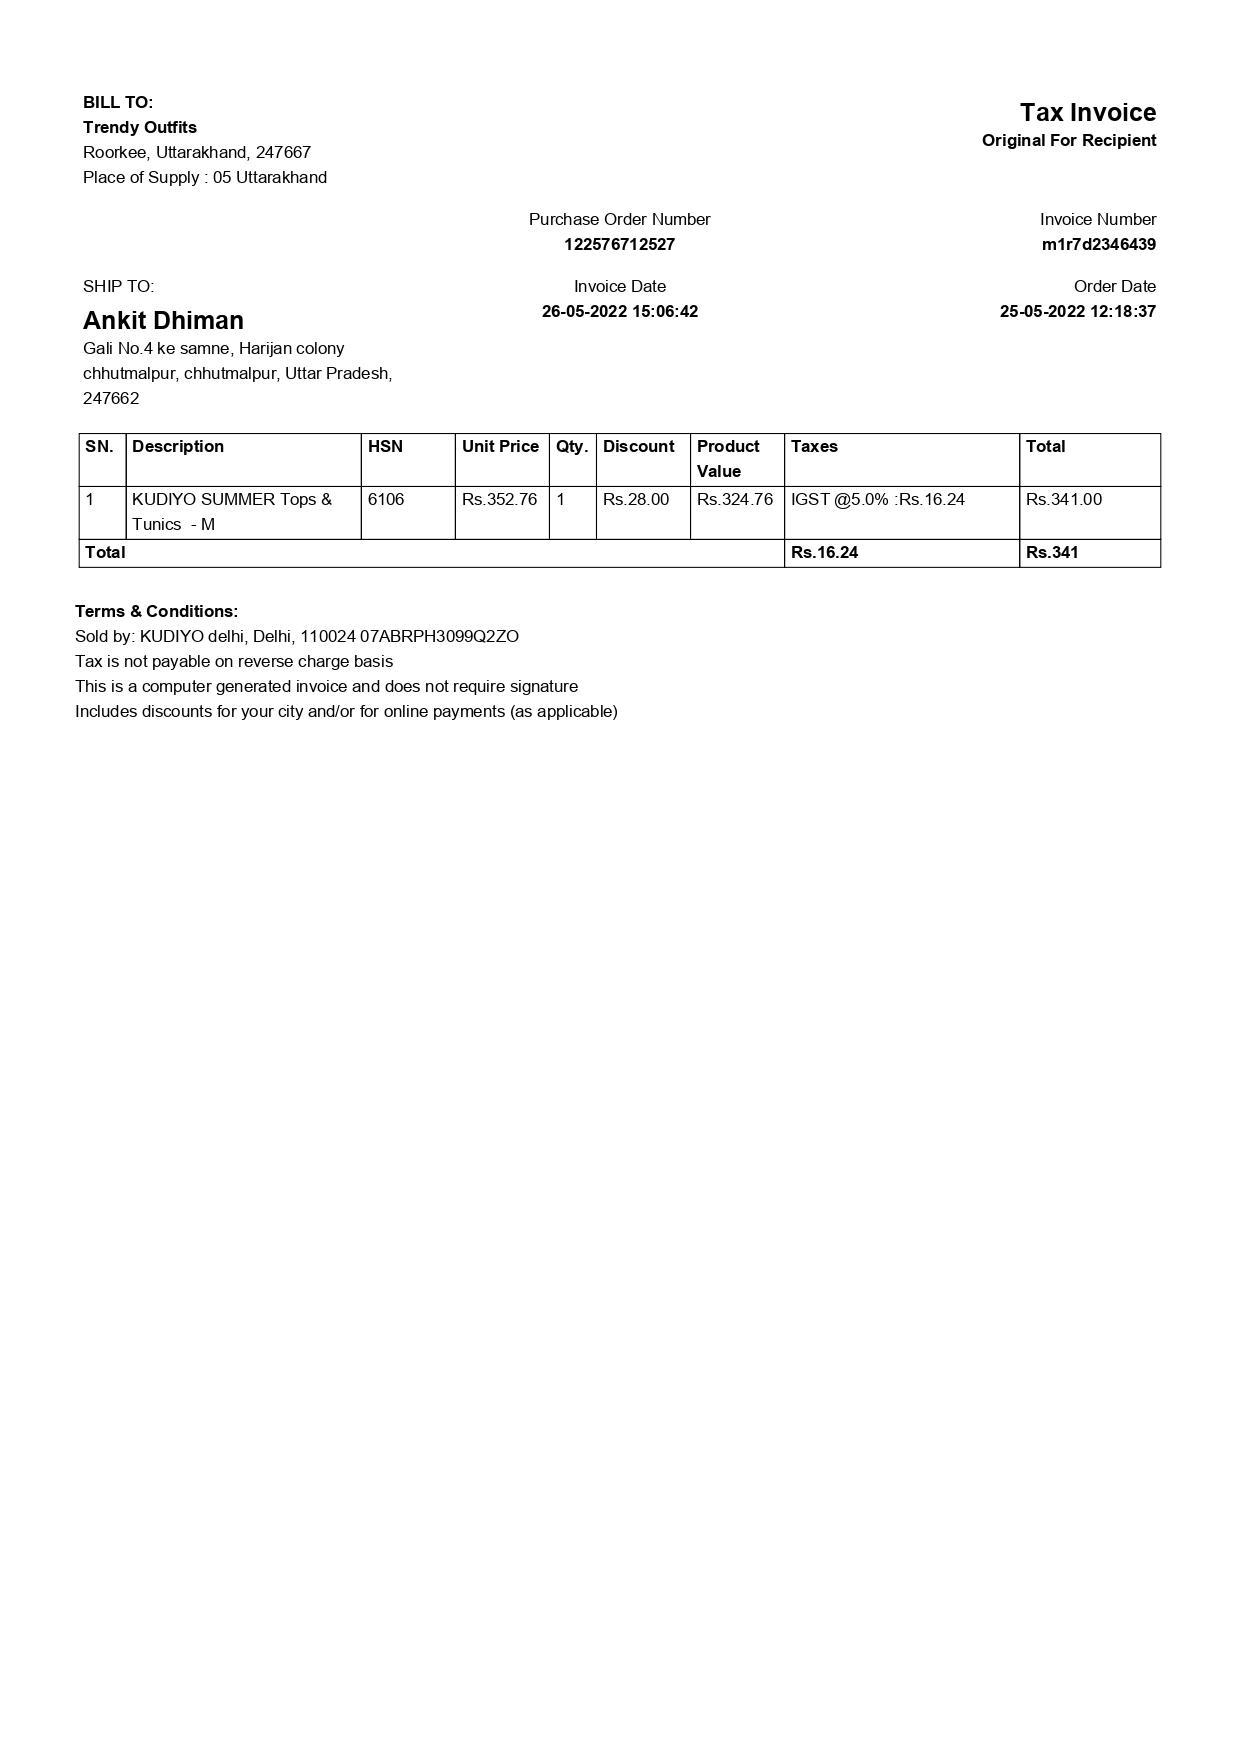 BILL TO:
Trendy Outfits
Roorkee, Uttarakhand, 247667
Place of Supply : 05 Uttarakhand
Tax Invoice
Original For Recipient
Purchase Order Number
122576712527
Invoice Number
m1r7d2346439
SHIP TO:
Ankit Dhiman
Gali No.4 ke samne, Harijan colony
chhutmalpur, chhutmalpur, Uttar Pradesh,
247662
Invoice Date
26-05-2022 15:06:42
Order Date
25-05-2022 12:18:37
SN. Description HSN Unit Price Qty. Discount Product Value Taxes Total
1 KUDIYO SUMMER Tops & Tunics - M 6106 Rs.352.76 1 Rs.28.00 Rs.324.76 IGST @5.0% :Rs.16.24 Rs.341.00
Total Rs.16.24 Rs.341
Terms & Conditions:
Sold by: KUDIYO delhi, Delhi, 110024 07ABRPH3099Q2ZO
Tax is not payable on reverse charge basis
This is a computer generated invoice and does not require signature
Includes discounts for your city and/or for online payments (as applicable)